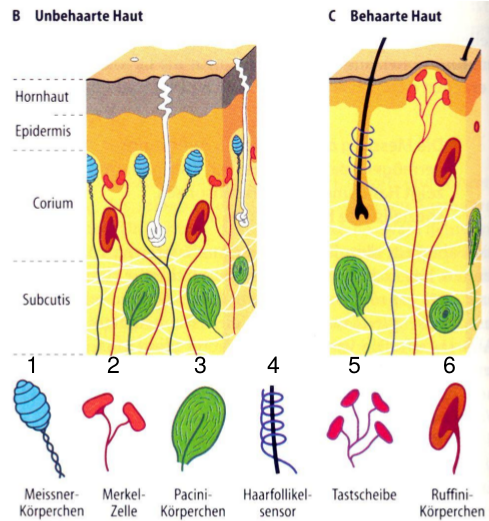 B Unbehaarte Haut
C Behaarte Haut
Hornhaut
Epidermis
Corium
Subcutis
1 2 3 4 5 6
Meissner-
Körperchen
Merkel-
Zelle
Pacini-
Körperchen
Haarfollikel-
sensor
Tastscheibe
Ruffini-
Körperchen